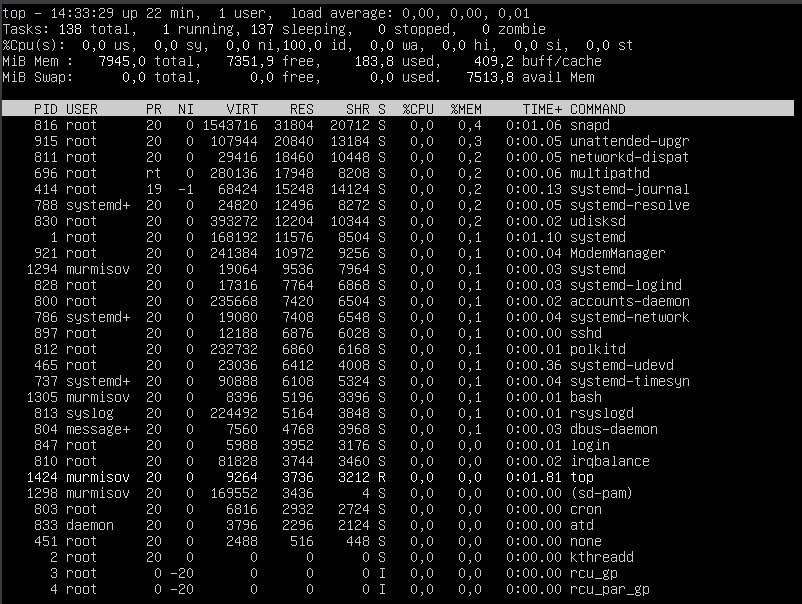 top - 14:33:29 up 22 min,  1 user,  load average: 0,00, 0,00, 0,01
Tasks: 138 total,   1 running, 137 sleeping,   0 stopped,   0 zombie
%Cpu(s):  0,0 us,  0,0 sy,  0,0 ni,100,0 id,  0,0 wa,  0,0 hi,  0,0 si,  0,0 st
MiB Mem :   7945,0 total,   7351,9 free,    183,8 used,    409,2 buff/cache
MiB Swap:      0,0 total,      0,0 free,      0,0 used.   7513,8 avail Mem
PID USER      PR  NI    VIRT    RES    SHR S  %CPU  %MEM     TIME+ COMMAND
816 root      20   0 1543716  31804  20712 S   0,0   0,4   0:01.06 snapd
915 root      20   0  107944  20840  13184 S   0,0   0,3   0:00.05 unattended-upgr
811 root      20   0   29416  18460  10448 S   0,0   0,2   0:00.05 networkd-dispat
696 root      rt   0  280136  17948   8208 S   0,0   0,2   0:00.06 multipathd
414 root      19  -1   68424  15248  14124 S   0,0   0,2   0:00.13 systemd-journal
788 systemd+  20   0   24820  12496   8272 S   0,0   0,2   0:00.05 systemd-resolve
830 root      20   0  393272  12204  10344 S   0,0   0,2   0:00.02 udisksd
1 root      20   0  168192  11576   8504 S   0,0   0,1   0:01.10 systemd
921 root      20   0  241384  10972   9256 S   0,0   0,1   0:00.04 ModemManager
1294 murmisov  20   0   19064   9536   7964 S   0,0   0,1   0:00.03 systemd
828 root      20   0   17316   7764   6868 S   0,0   0,1   0:00.03 systemd-logind
800 root      20   0  235668   7420   6504 S   0,0   0,1   0:00.02 accounts-daemon
786 systemd+  20   0   19080   7408   6548 S   0,0   0,1   0:00.04 systemd-network
897 root      20   0   12188   6876   6028 S   0,0   0,1   0:00.00 sshd
812 root      20   0  232732   6860   6168 S   0,0   0,1   0:00.01 polkitd
465 root      20   0   23036   6412   4008 S   0,0   0,1   0:00.36 systemd-udevd
737 systemd+  20   0   90888   6108   5324 S   0,0   0,1   0:00.04 systemd-timesyn
1305 murmisov  20   0    8396   5196   3396 S   0,0   0,1   0:00.01 bash
813 syslog    20   0  224492   5164   3848 S   0,0   0,1   0:00.01 rsyslogd
804 message+  20   0    7560   4768   3968 S   0,0   0,1   0:00.03 dbus-daemon
847 root      20   0    5988   3952   3176 S   0,0   0,0   0:00.01 login
810 root      20   0   81828   3744   3460 S   0,0   0,0   0:00.02 irqbalance
1424 murmisov  20   0    9264   3736   3212 R   0,0   0,0   0:01.81 top
1298 murmisov  20   0  169552   3436      4 S   0,0   0,0   0:00.00 (sd-pam)
803 root      20   0    6816   2932   2724 S   0,0   0,0   0:00.00 cron
833 daemon    20   0    3796   2296   2124 S   0,0   0,0   0:00.00 atd
451 root      20   0    2488    516    448 S   0,0   0,0   0:00.00 none
2 root      20   0       0      0      0 S   0,0   0,0   0:00.00 kthreadd
3 root       0 -20       0      0      0 I   0,0   0,0   0:00.00 rcu_gp
4 root       0 -20       0      0      0 I   0,0   0,0   0:00.00 rcu_par_gp